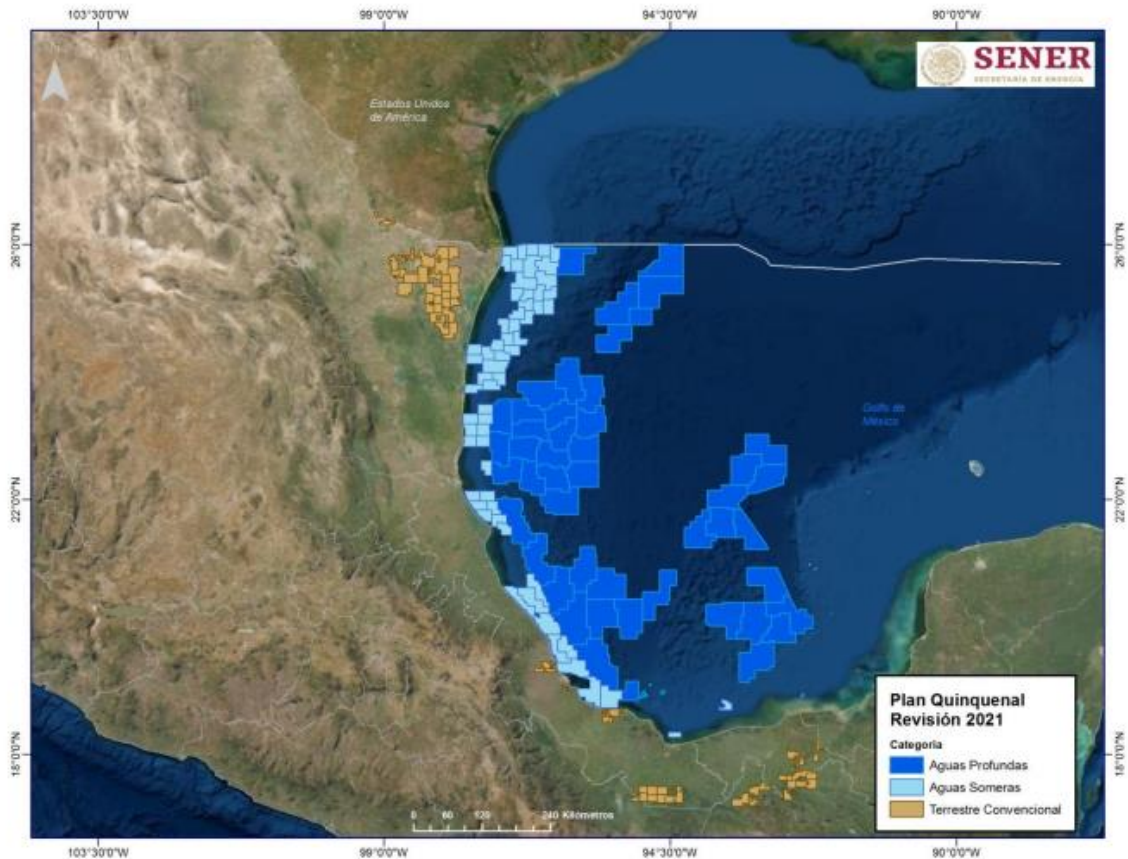 103°30'0"W
99°0'0"W
94°30'0"W
90°0'0"W
SENER
SECRETARÍA DE ENERGÍA
Estados Unidos
de América
26°0'0"N
26°0'0"N
Golfo de
México
22°0'0"N
22°0'0"N
18°0'0"N
18°0'0"N
Plan Quinquenal
Revisión 2021
Categoria
Aguas Profundas
Aguas Someras
Terrestre Convencional
0 60 120 240 Kilómetros
103°30'0"W
99°0'0"W
94°30'0"W
90°0'0"W